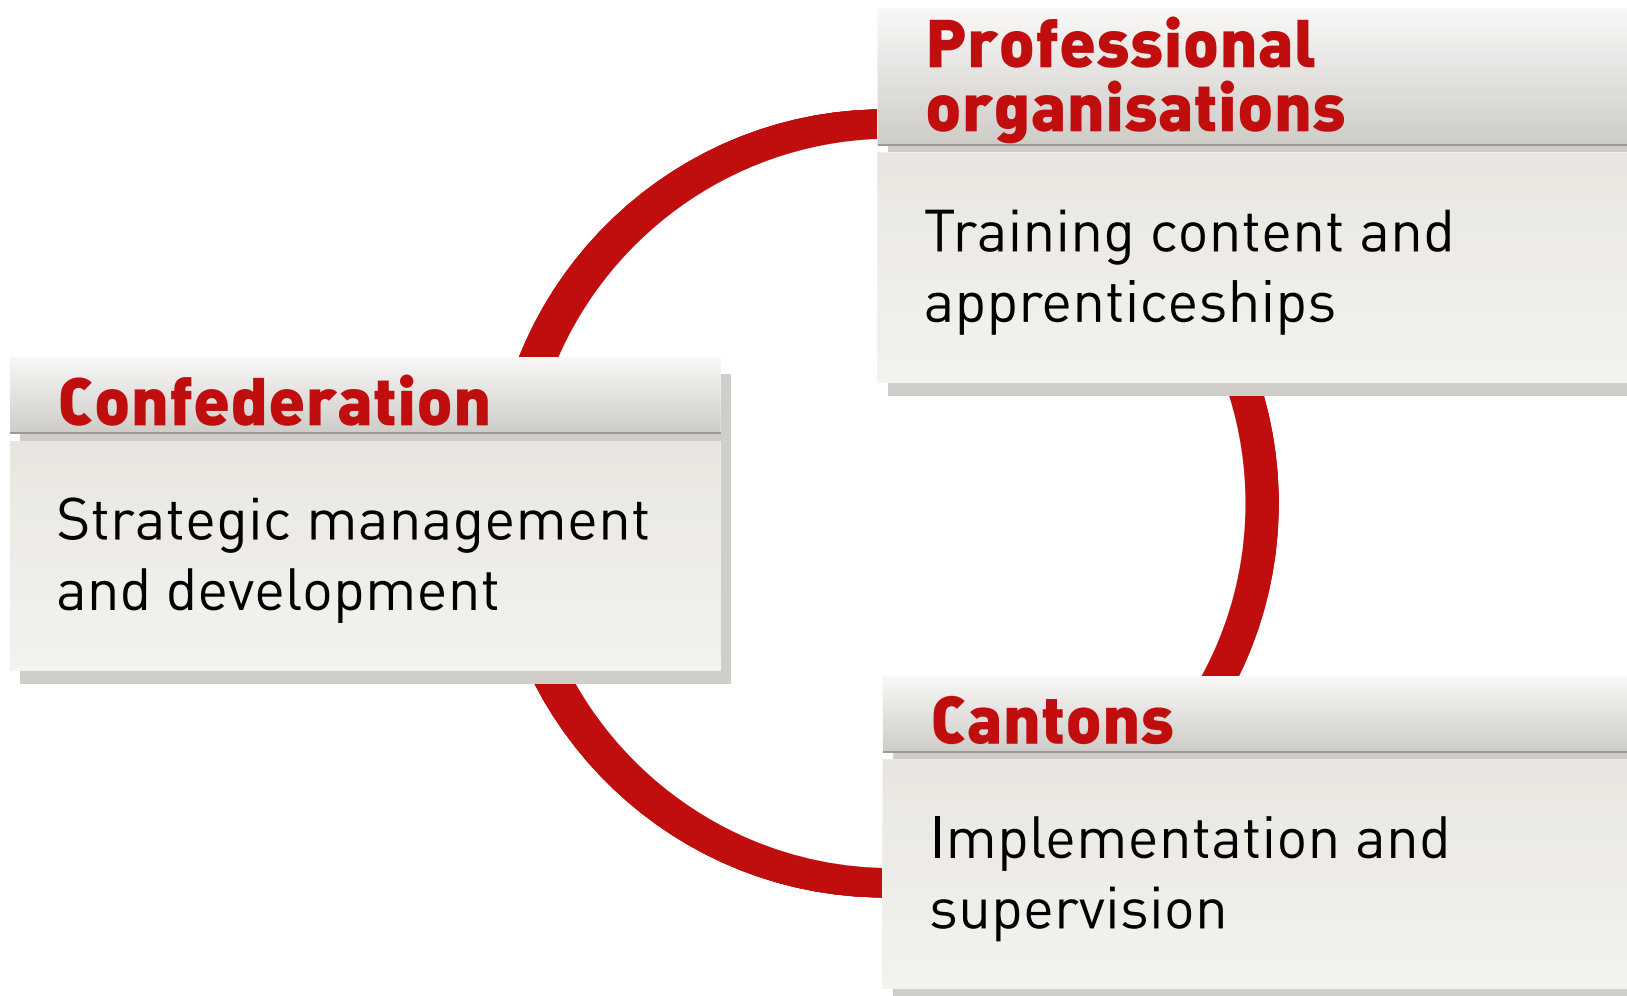 Professional
organisations
Training content and
apprenticeships
Confederation
Strategic management
and development
Cantons
Implementation and
supervision